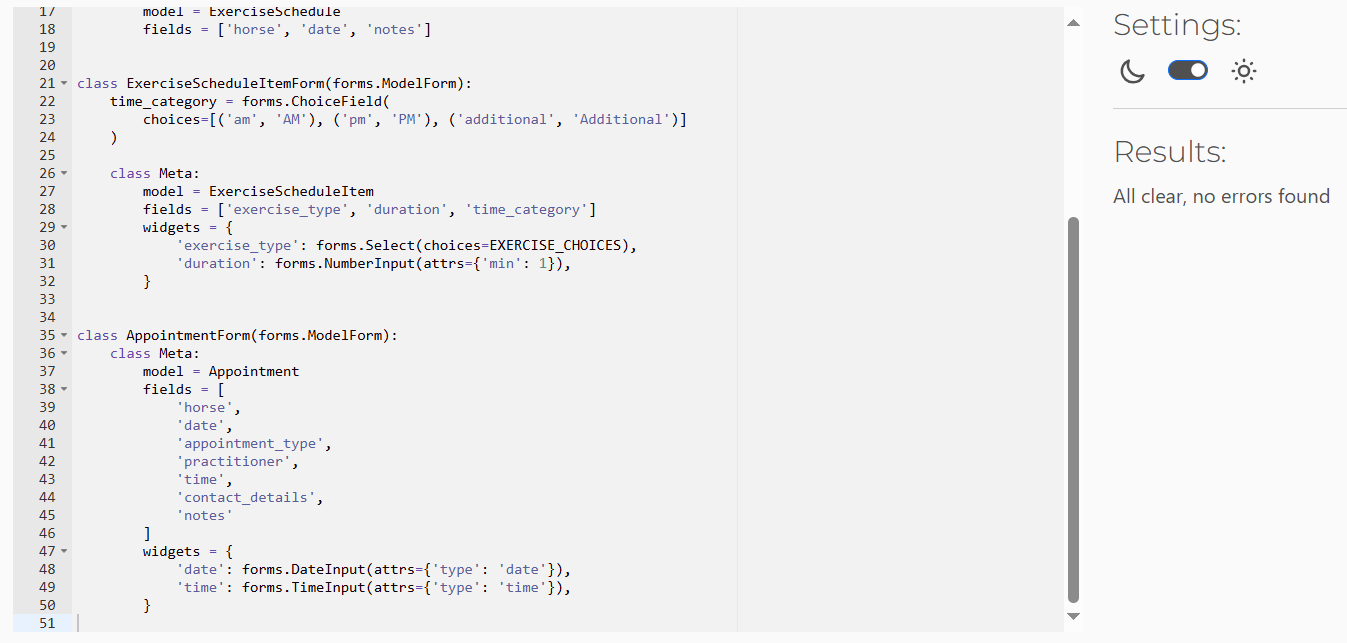 17 model = ExerciseSchedule
18 fields = ['horse', 'date', 'notes']
19
20
21 class ExerciseScheduleItemForm(forms.ModelForm):
22 time_category = forms.ChoiceField(
23 choices=[('am', 'AM'), ('pm', 'PM'), ('additional', 'Additional')]
24 )
25
26 class Meta:
27 model = ExerciseScheduleItem
28 fields = ['exercise_type', 'duration', 'time_category']
29 widgets = {
30 'exercise_type': forms.Select(choices=EXERCISE_CHOICES),
31 'duration': forms.NumberInput(attrs={'min': 1}),
32 }
33
34
35 class AppointmentForm(forms.ModelForm):
36 class Meta:
37 model = Appointment
38 fields = [
39 'horse',
40 'date',
41 'appointment_type',
42 'practitioner',
43 'time',
44 'contact_details',
45 'notes'
46 ]
47 widgets = {
48 'date': forms.DateInput(attrs={'type': 'date'}),
49 'time': forms.TimeInput(attrs={'type': 'time'}),
50 }
51
Settings:
Results:
All clear, no errors found